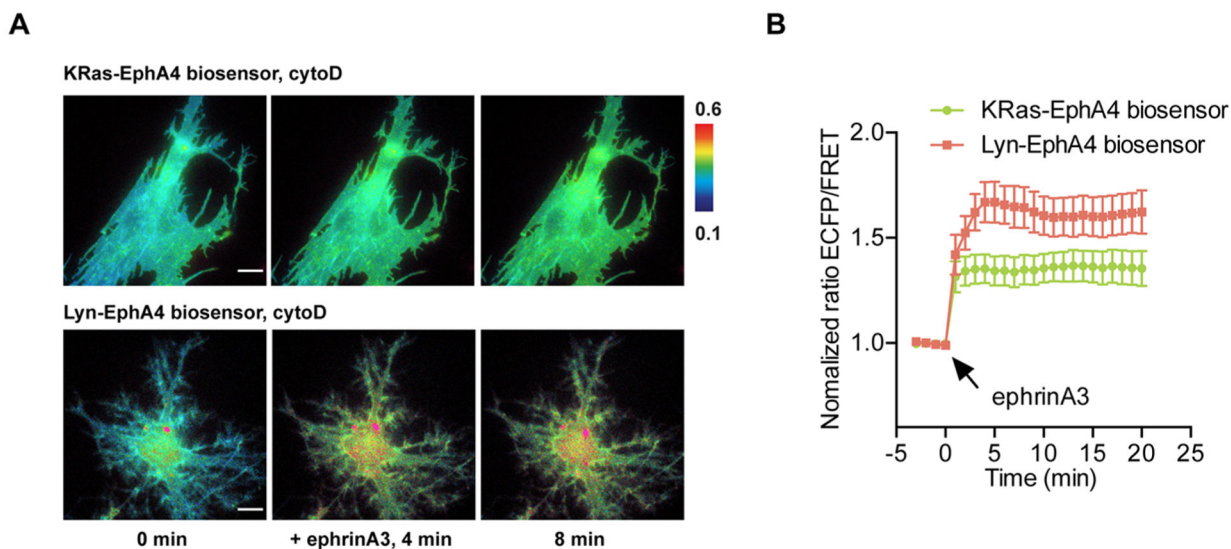 A
KRas-EphA4 biosensor, cytoD
0.6
0.1
Lyn-EphA4 biosensor, cytoD
0 min
+ ephrinA3, 4 min
8 min
B
KRas-EphA4 biosensor
Lyn-EphA4 biosensor
Nomalized ratio ECFP/FRET
2.0
1.5
1.0
ephrinA3
-5 0 5 10 15 20 25
Time (min)